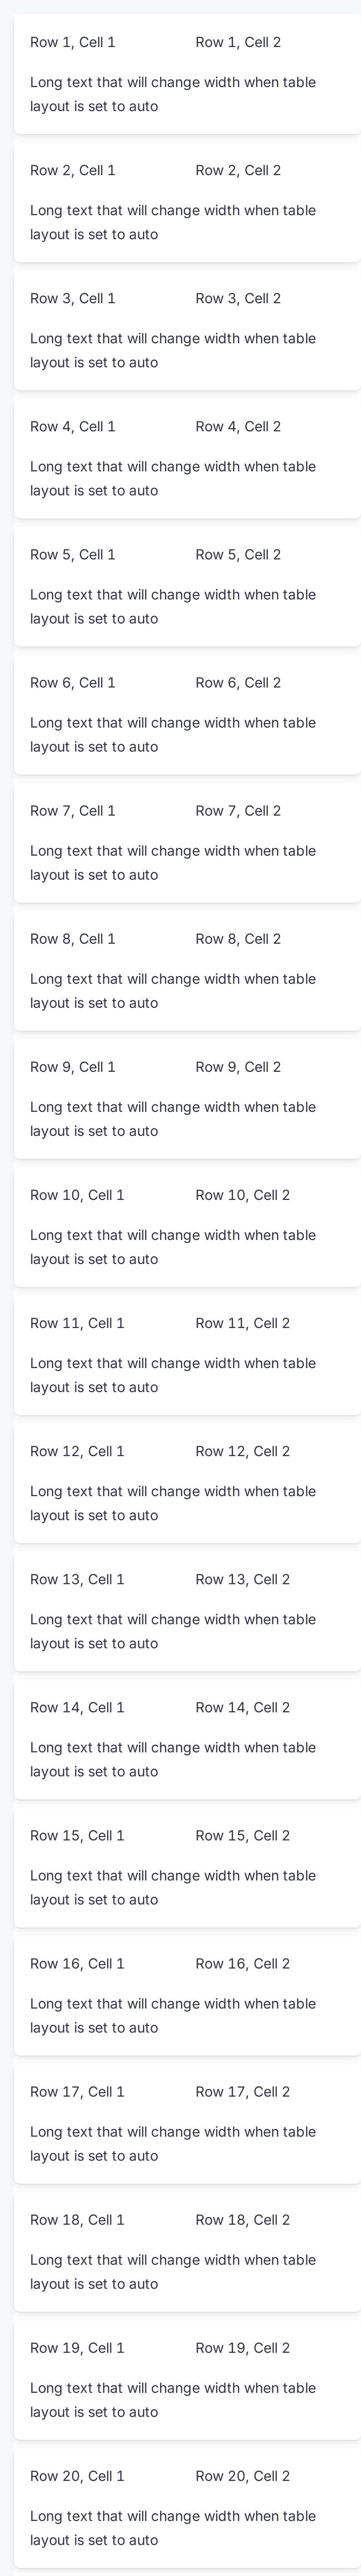 Row 1, Cell 1 Row 1, Cell 2
Long text that will change width when table
layout is set to auto
Row 2, Cell 1 Row 2, Cell 2
Long text that will change width when table
layout is set to auto
Row 3, Cell 1 Row 3, Cell 2
Long text that will change width when table
layout is set to auto
Row 4, Cell 1 Row 4, Cell 2
Long text that will change width when table
layout is set to auto
Row 5, Cell 1 Row 5, Cell 2
Long text that will change width when table
layout is set to auto
Row 6, Cell 1 Row 6, Cell 2
Long text that will change width when table
layout is set to auto
Row 7, Cell 1 Row 7, Cell 2
Long text that will change width when table
layout is set to auto
Row 8, Cell 1 Row 8, Cell 2
Long text that will change width when table
layout is set to auto
Row 9, Cell 1 Row 9, Cell 2
Long text that will change width when table
layout is set to auto
Row 10, Cell 1 Row 10, Cell 2
Long text that will change width when table
layout is set to auto
Row 11, Cell 1 Row 11, Cell 2
Long text that will change width when table
layout is set to auto
Row 12, Cell 1 Row 12, Cell 2
Long text that will change width when table
layout is set to auto
Row 13, Cell 1 Row 13, Cell 2
Long text that will change width when table
layout is set to auto
Row 14, Cell 1 Row 14, Cell 2
Long text that will change width when table
layout is set to auto
Row 15, Cell 1 Row 15, Cell 2
Long text that will change width when table
layout is set to auto
Row 16, Cell 1 Row 16, Cell 2
Long text that will change width when table
layout is set to auto
Row 17, Cell 1 Row 17, Cell 2
Long text that will change width when table
layout is set to auto
Row 18, Cell 1 Row 18, Cell 2
Long text that will change width when table
layout is set to auto
Row 19, Cell 1 Row 19, Cell 2
Long text that will change width when table
layout is set to auto
Row 20, Cell 1 Row 20, Cell 2
Long text that will change width when table
layout is set to auto